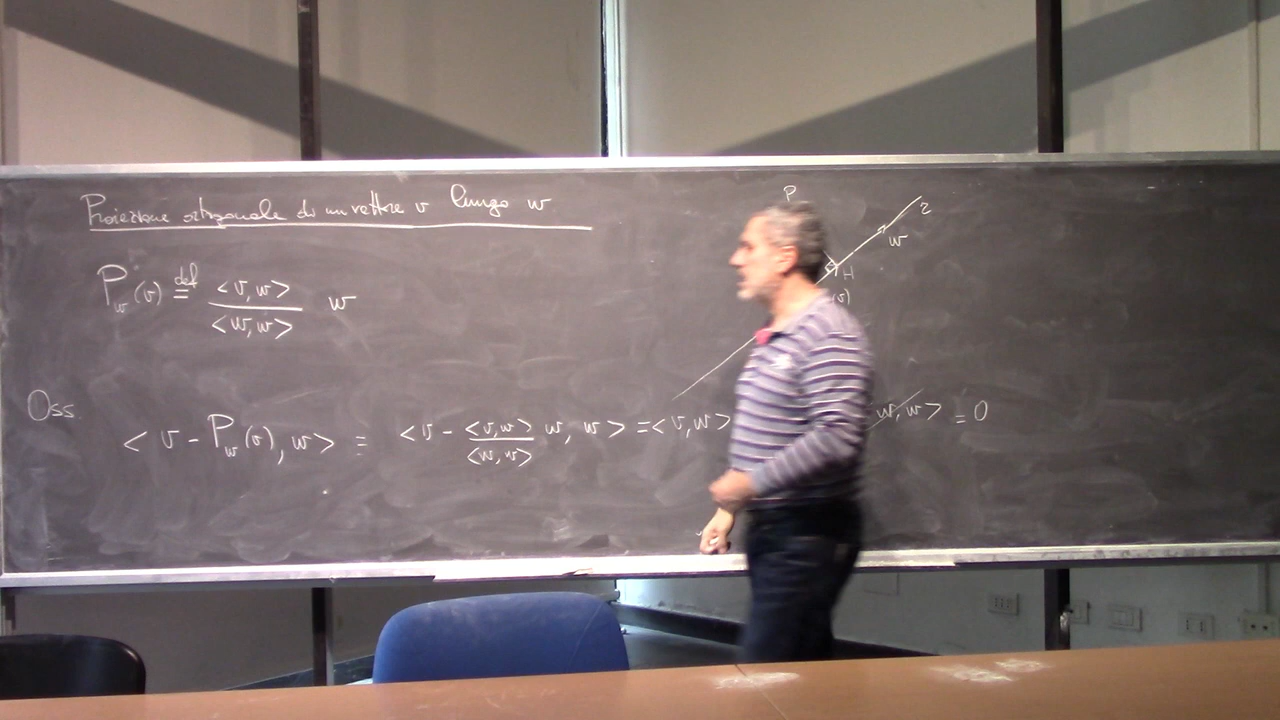 Proiezione ortogonale di un vettore v lungo w
P
r
w
H
(v)
P_w(v) def= <v,w>/<w,w> w
Oss.
<v - P_w(v), w> = <v - <v,w>/<w,w> w, w> = <v,w> w,w> = 0